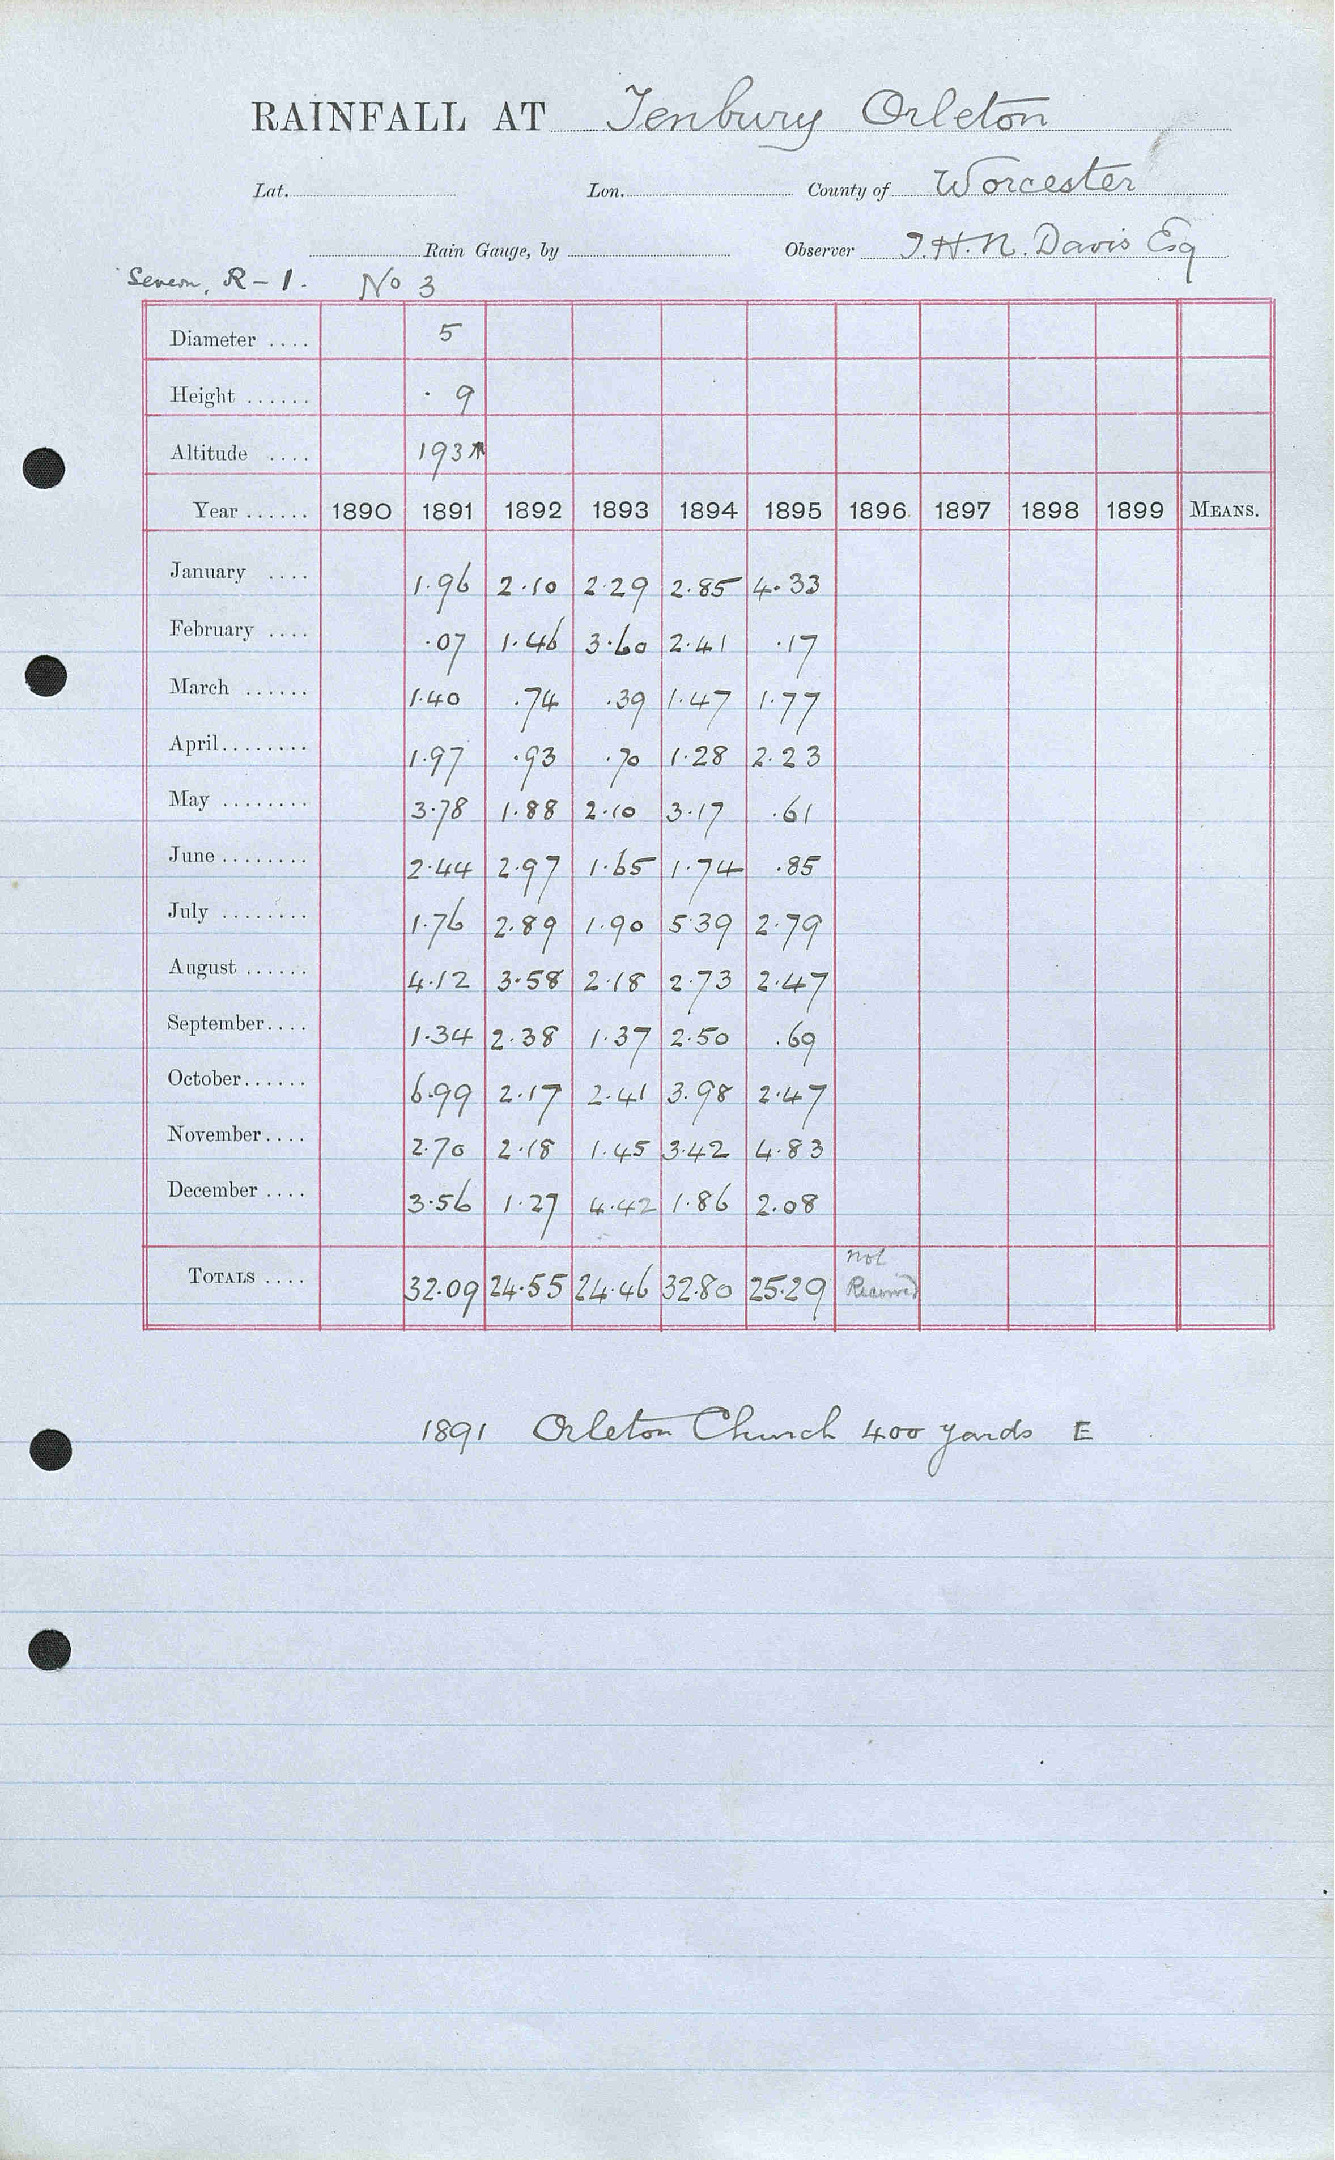 RAINFALL AT Tenbury Orleton
Lat. Lon. County of Worcester
Rain Gauge, by Observer J. H. N. Davis Esq
Severn, R - 1. No 3
Diameter .... 5
Height ...... · 9
Altitude .... 193↑
Year ...... 1890 1891 1892 1893 1894 1895 1896 1897 1898 1899 MEANS.
January .... 1.96 2.10 2.29 2.85 4.33
February .... .07 1.46 3.60 2.41 .17
March ...... 1.40 .74 .39 1.47 1.77
April........ 1.97 .93 .70 1.28 2.23
May ........ 3.78 1.88 2.10 3.17 .61
June ........ 2.44 2.97 1.65 1.74 .85
July ........ 1.76 2.89 1.90 5.39 2.79
August ...... 4.12 3.58 2.18 2.73 2.47
September.... 1.34 2.38 1.37 2.50 .69
October...... 6.99 2.17 2.41 3.98 2.47
November.... 2.70 2.18 1.45 3.42 4.83
December .... 3.56 1.27 4.42 1.86 2.08
TOTALS .... 32.09 24.55 24.46 32.80 25.29 not Received
1891 Orleton Church 400 yards E